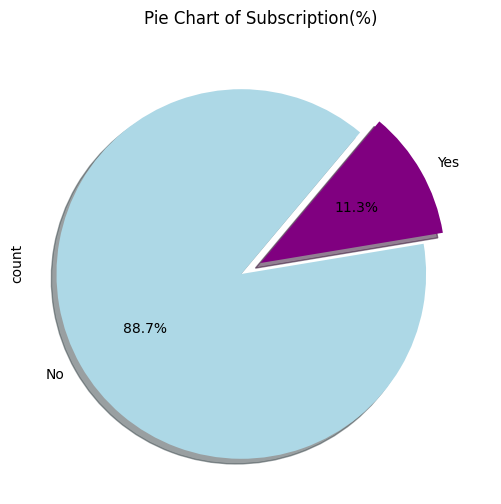 Pie Chart of Subscription(%)
Yes
11.3%
count
88.7%
No